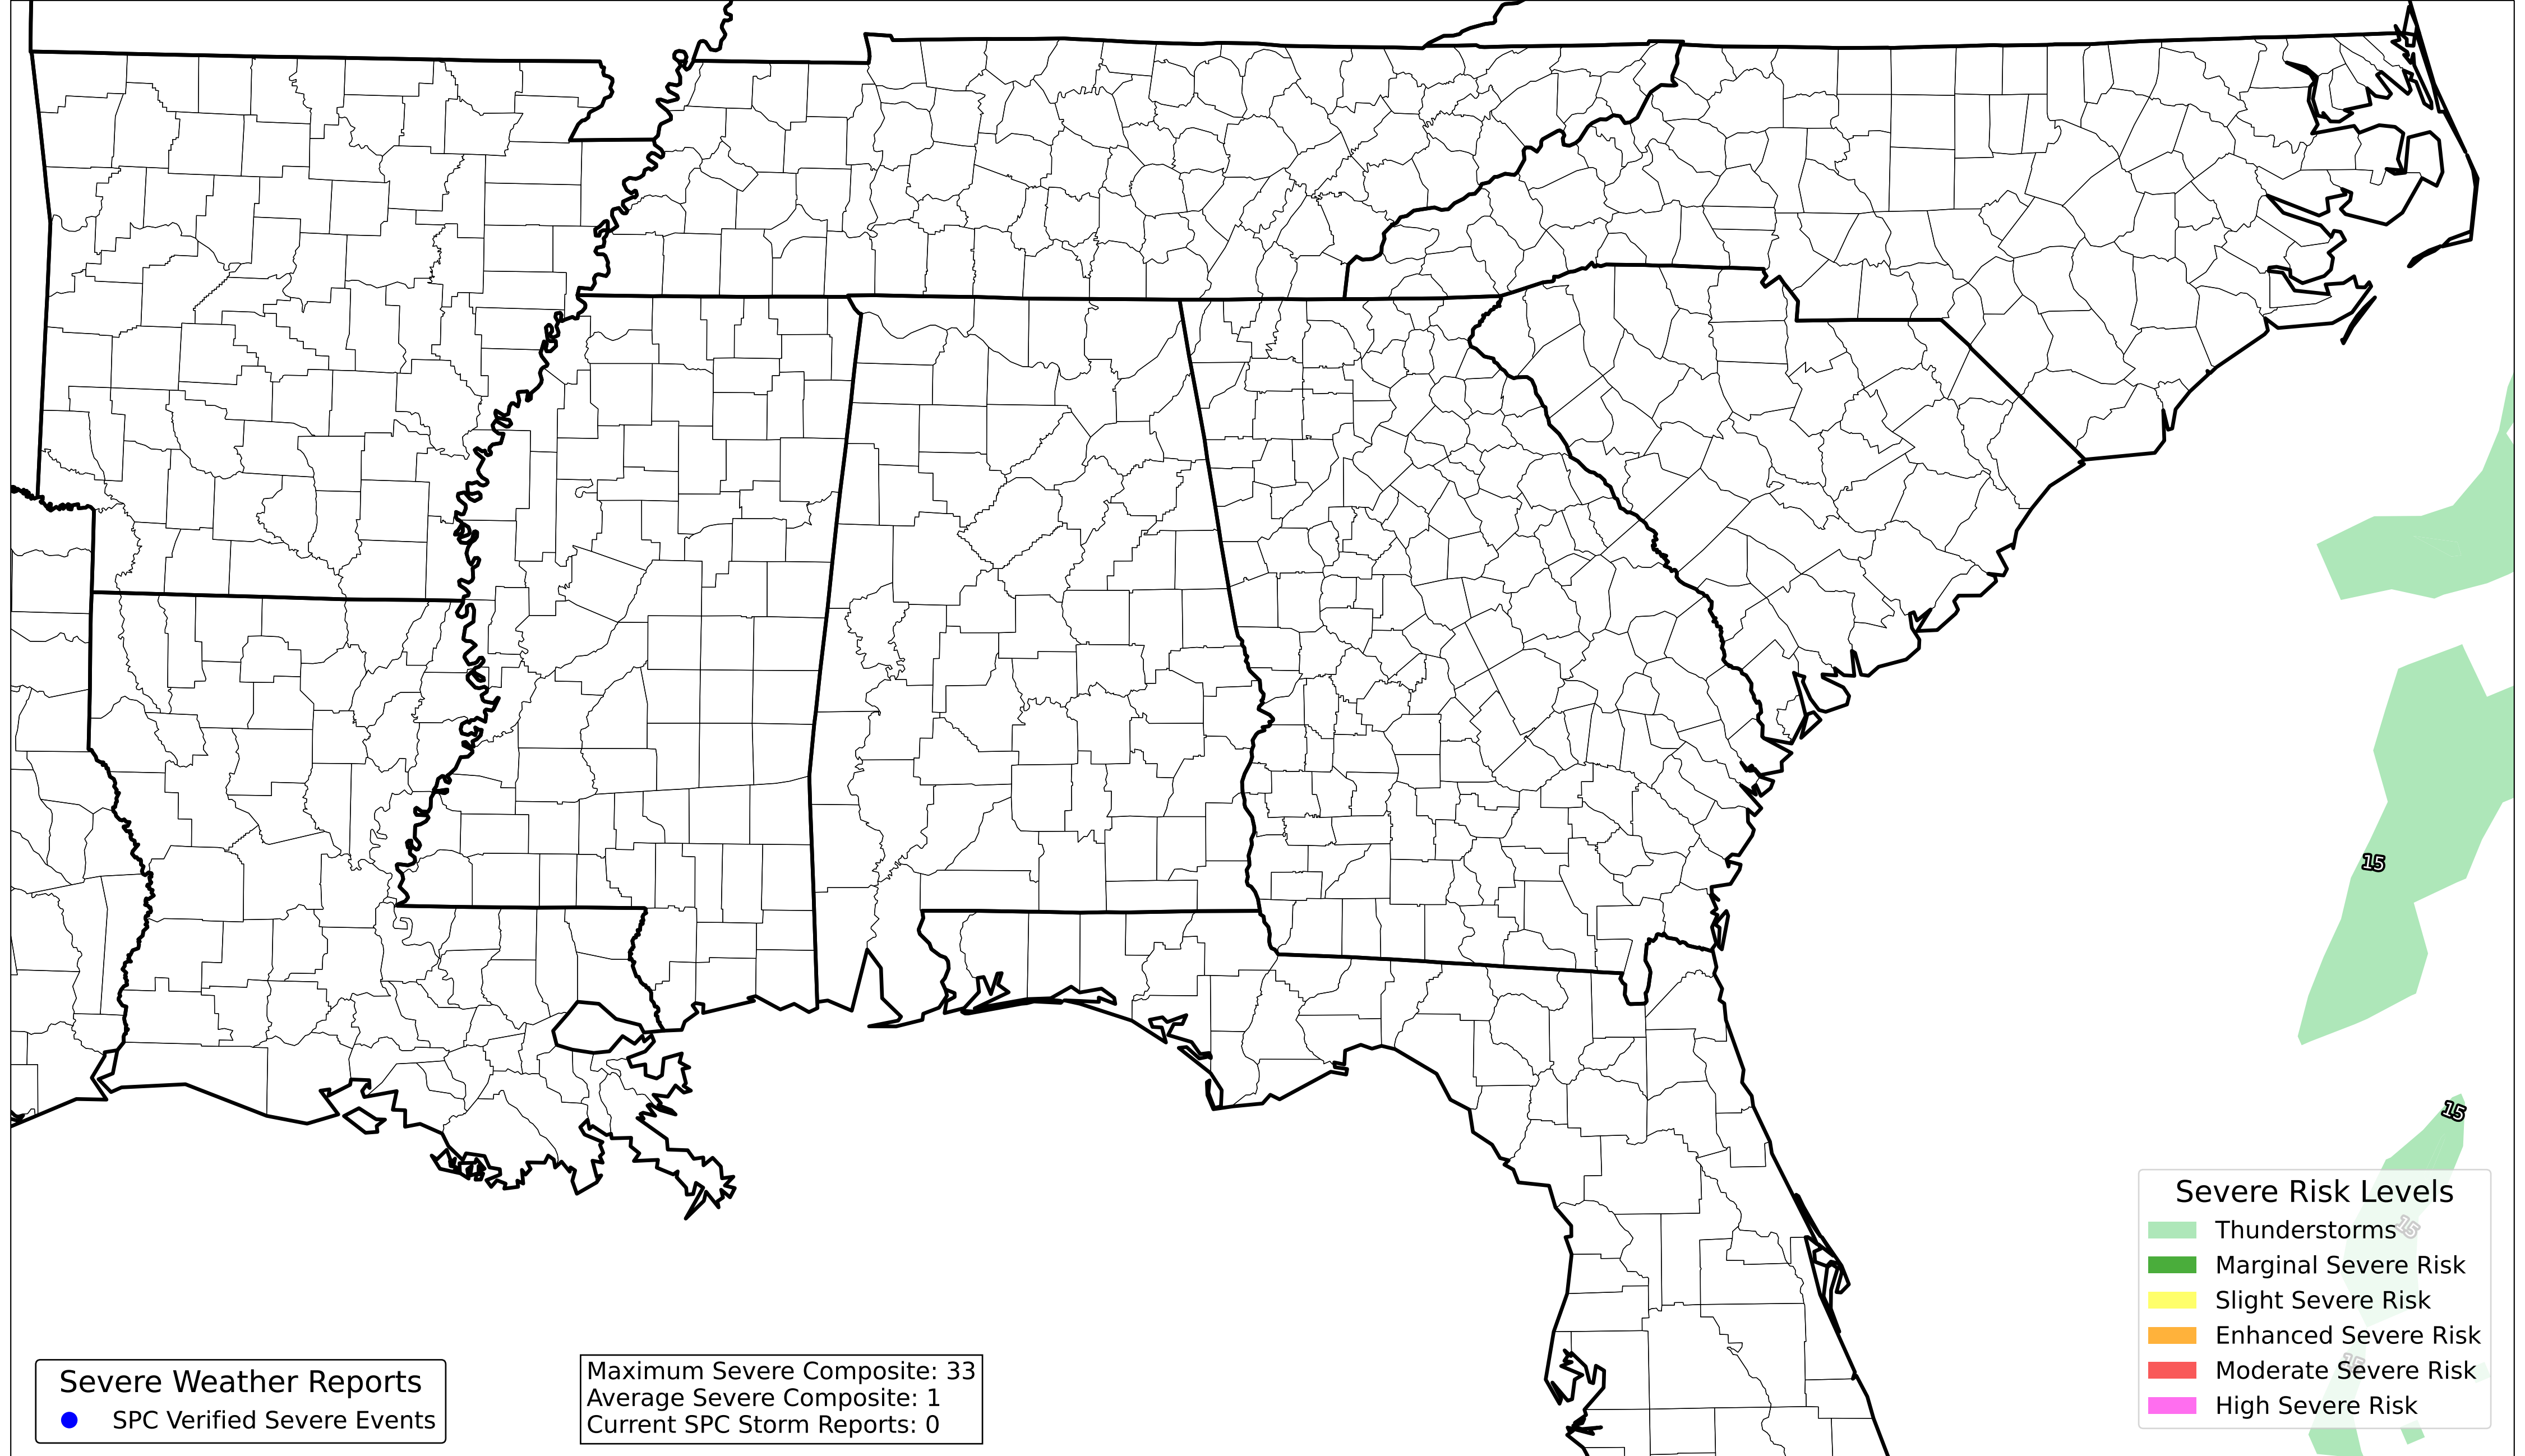 15
15
Severe Risk Levels
Thunderstorms
15
Marginal Severe Risk
Slight Severe Risk
Enhanced Severe Risk
15
Moderate Severe Risk
High Severe Risk
Severe Weather Reports
SPC Verified Severe Events
Maximum Severe Composite: 33
Average Severe Composite: 1
Current SPC Storm Reports: 0